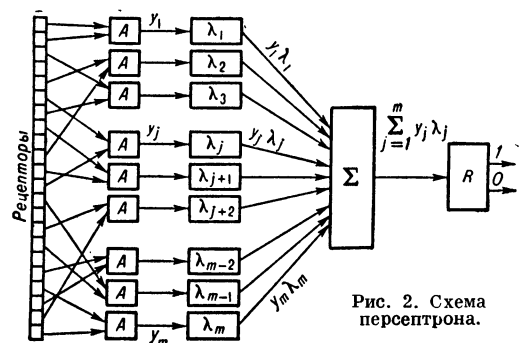 Рецепторы
A y₁ λ₁ y₁λ₁
A λ₂
A λ₃
A yⱼ λⱼ yⱼλⱼ
A λⱼ₊₁
A λⱼ₊₂
A λₘ₋₂
A λₘ₋₁
A yₘ λₘ yₘλₘ
Σ
m
∑ yⱼλⱼ
j=1
R
1
0
Рис. 2. Схема
персептрона.